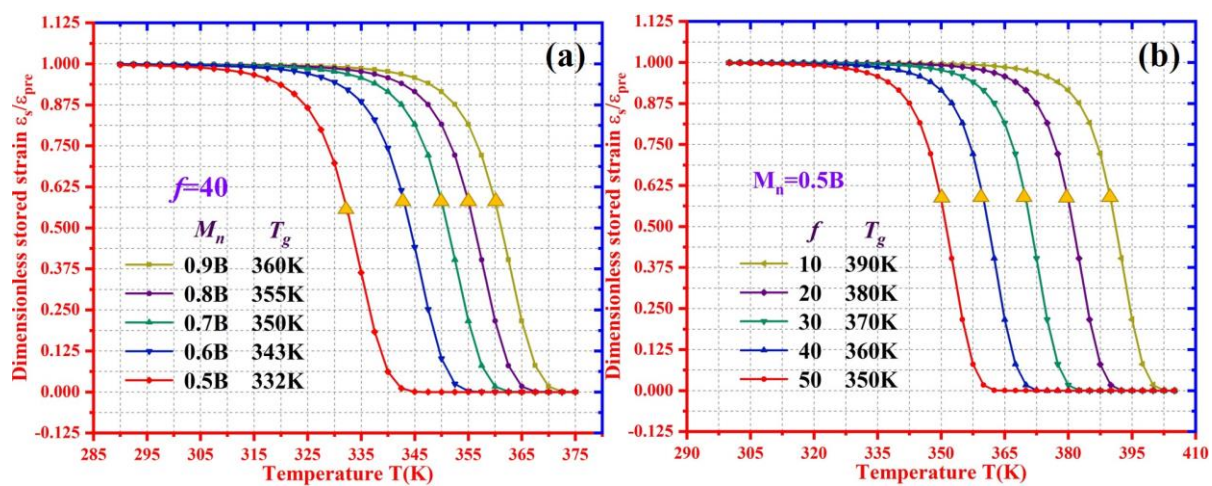 (a)
Dimensionless stored strain εs/εpre
1.125
1.000
0.875
0.750
0.625
0.500
0.375
0.250
0.125
0.000
-0.125
f=40
Mn Tg
0.9B 360K
0.8B 355K
0.7B 350K
0.6B 343K
0.5B 332K
285 295 305 315 325 335 345 355 365 375
Temperature T(K)
(b)
Dimensionless stored strain εs/εpre
1.125
1.000
0.875
0.750
0.625
0.500
0.375
0.250
0.125
0.000
-0.125
Mn=0.5B
f Tg
10 390K
20 380K
30 370K
40 360K
50 350K
290 305 320 335 350 365 380 395 410
Temperature T(K)